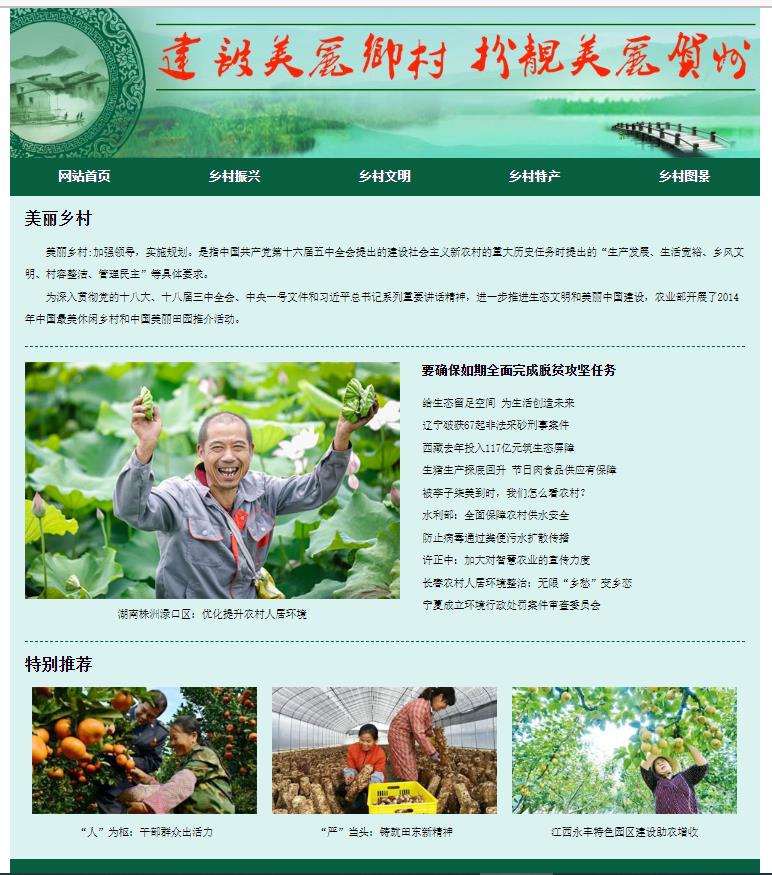 建设美丽鄉村 扮靓美丽贺州
网站首页 乡村振兴 乡村文明 乡村特产 乡村图景
美丽乡村
美丽乡村:加强领导，实施规划。是指中国共产党第十六届五中全会提出的建设社会主义新农村的重大历史任务时提出的“生产发展、生活宽裕、乡风文
明、村容整洁、管理民主”等具体要求。
为深入贯彻党的十八大、十八届三中全会、中央一号文件和习近平总书记系列重要讲话精神，进一步推进生态文明和美丽中国建设，农业部开展了2014
年中国最美休闲乡村和中国美丽田园推介活动。
湖南株洲渌口区：优化提升农村人居环境
要确保如期全面完成脱贫攻坚任务
给生态留足空间 为生活创造未来
辽宁破获67起非法采砂刑事案件
西藏去年投入117亿元筑生态屏障
生猪生产探底回升 节日肉食品供应有保障
被李子柒美到时，我们怎么看农村？
水利部：全面保障农村供水安全
防止病毒通过粪便污水扩散传播
许正中：加大对智慧农业的宣传力度
长春农村人居环境整治：无限“乡愁”变乡恋
宁夏成立环境行政处罚案件审查委员会
特别推荐
“人”为枢：干部群众出活力
“严”当头：铸就田东新精神
江西永丰特色园区建设助农增收